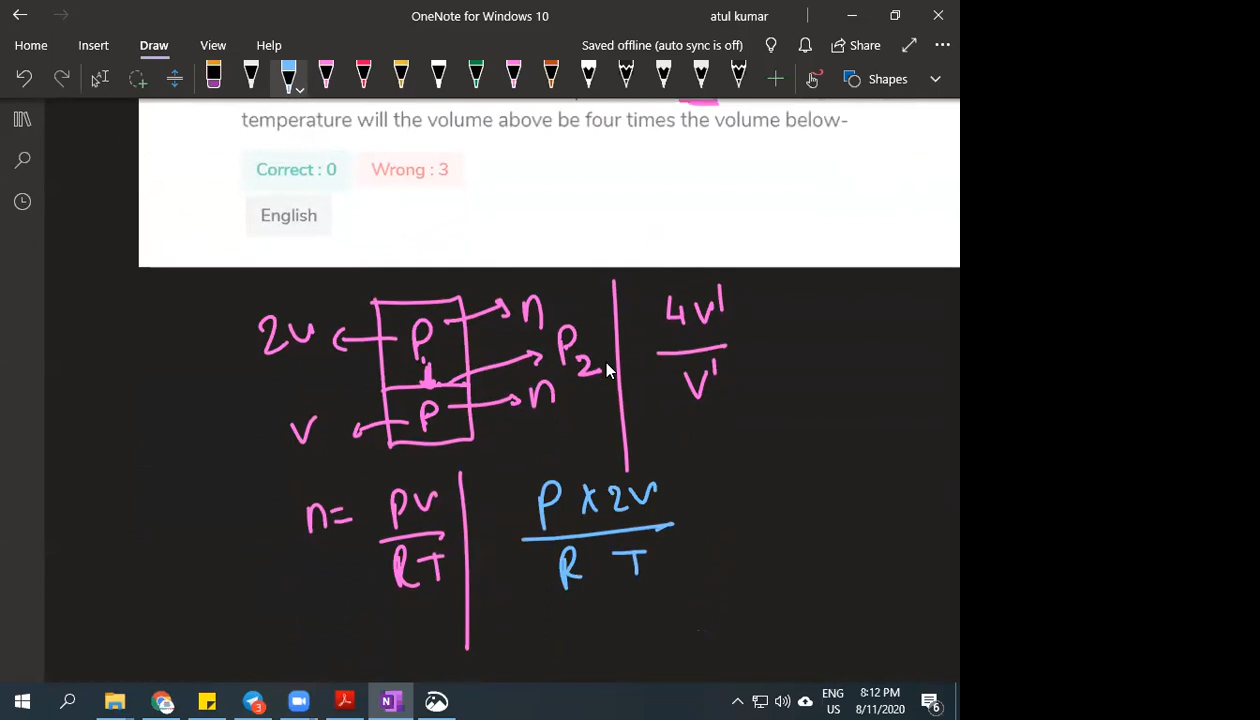 OneNote for Windows 10
atul kumar
Home Insert Draw View Help
Saved offline (auto sync is off)
Share
Shapes
temperature will the volume above be four times the volume below-
Correct : 0 Wrong : 3
English
2v P n
P2
v P n
4v'
v'
n= PV
RT
P x 2v
R T
3
N
ENG
US
8:12 PM
8/11/2020
6